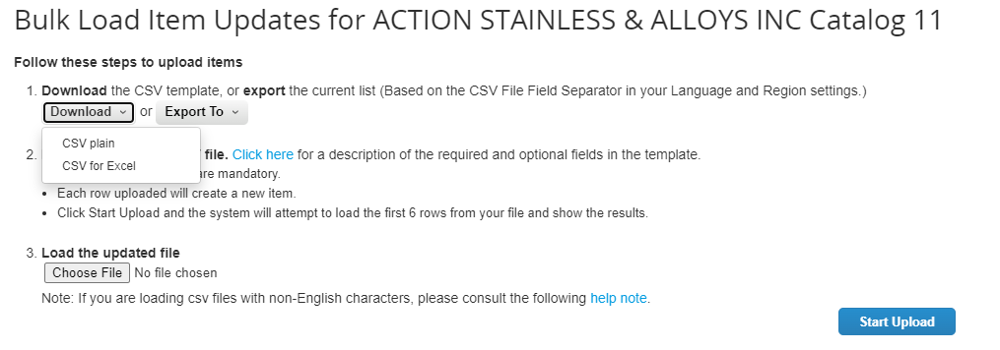 Bulk Load Item Updates for ACTION STAINLESS & ALLOYS INC Catalog 11
Follow these steps to upload items
1. Download the CSV template, or export the current list (Based on the CSV File Field Separator in your Language and Region settings.)
Download or Export To
CSV plain
CSV for Excel
2. file. Click here for a description of the required and optional fields in the template.
are mandatory.
• Each row uploaded will create a new item.
• Click Start Upload and the system will attempt to load the first 6 rows from your file and show the results.
3. Load the updated file
Choose File No file chosen
Note: If you are loading csv files with non-English characters, please consult the following help note.
Start Upload